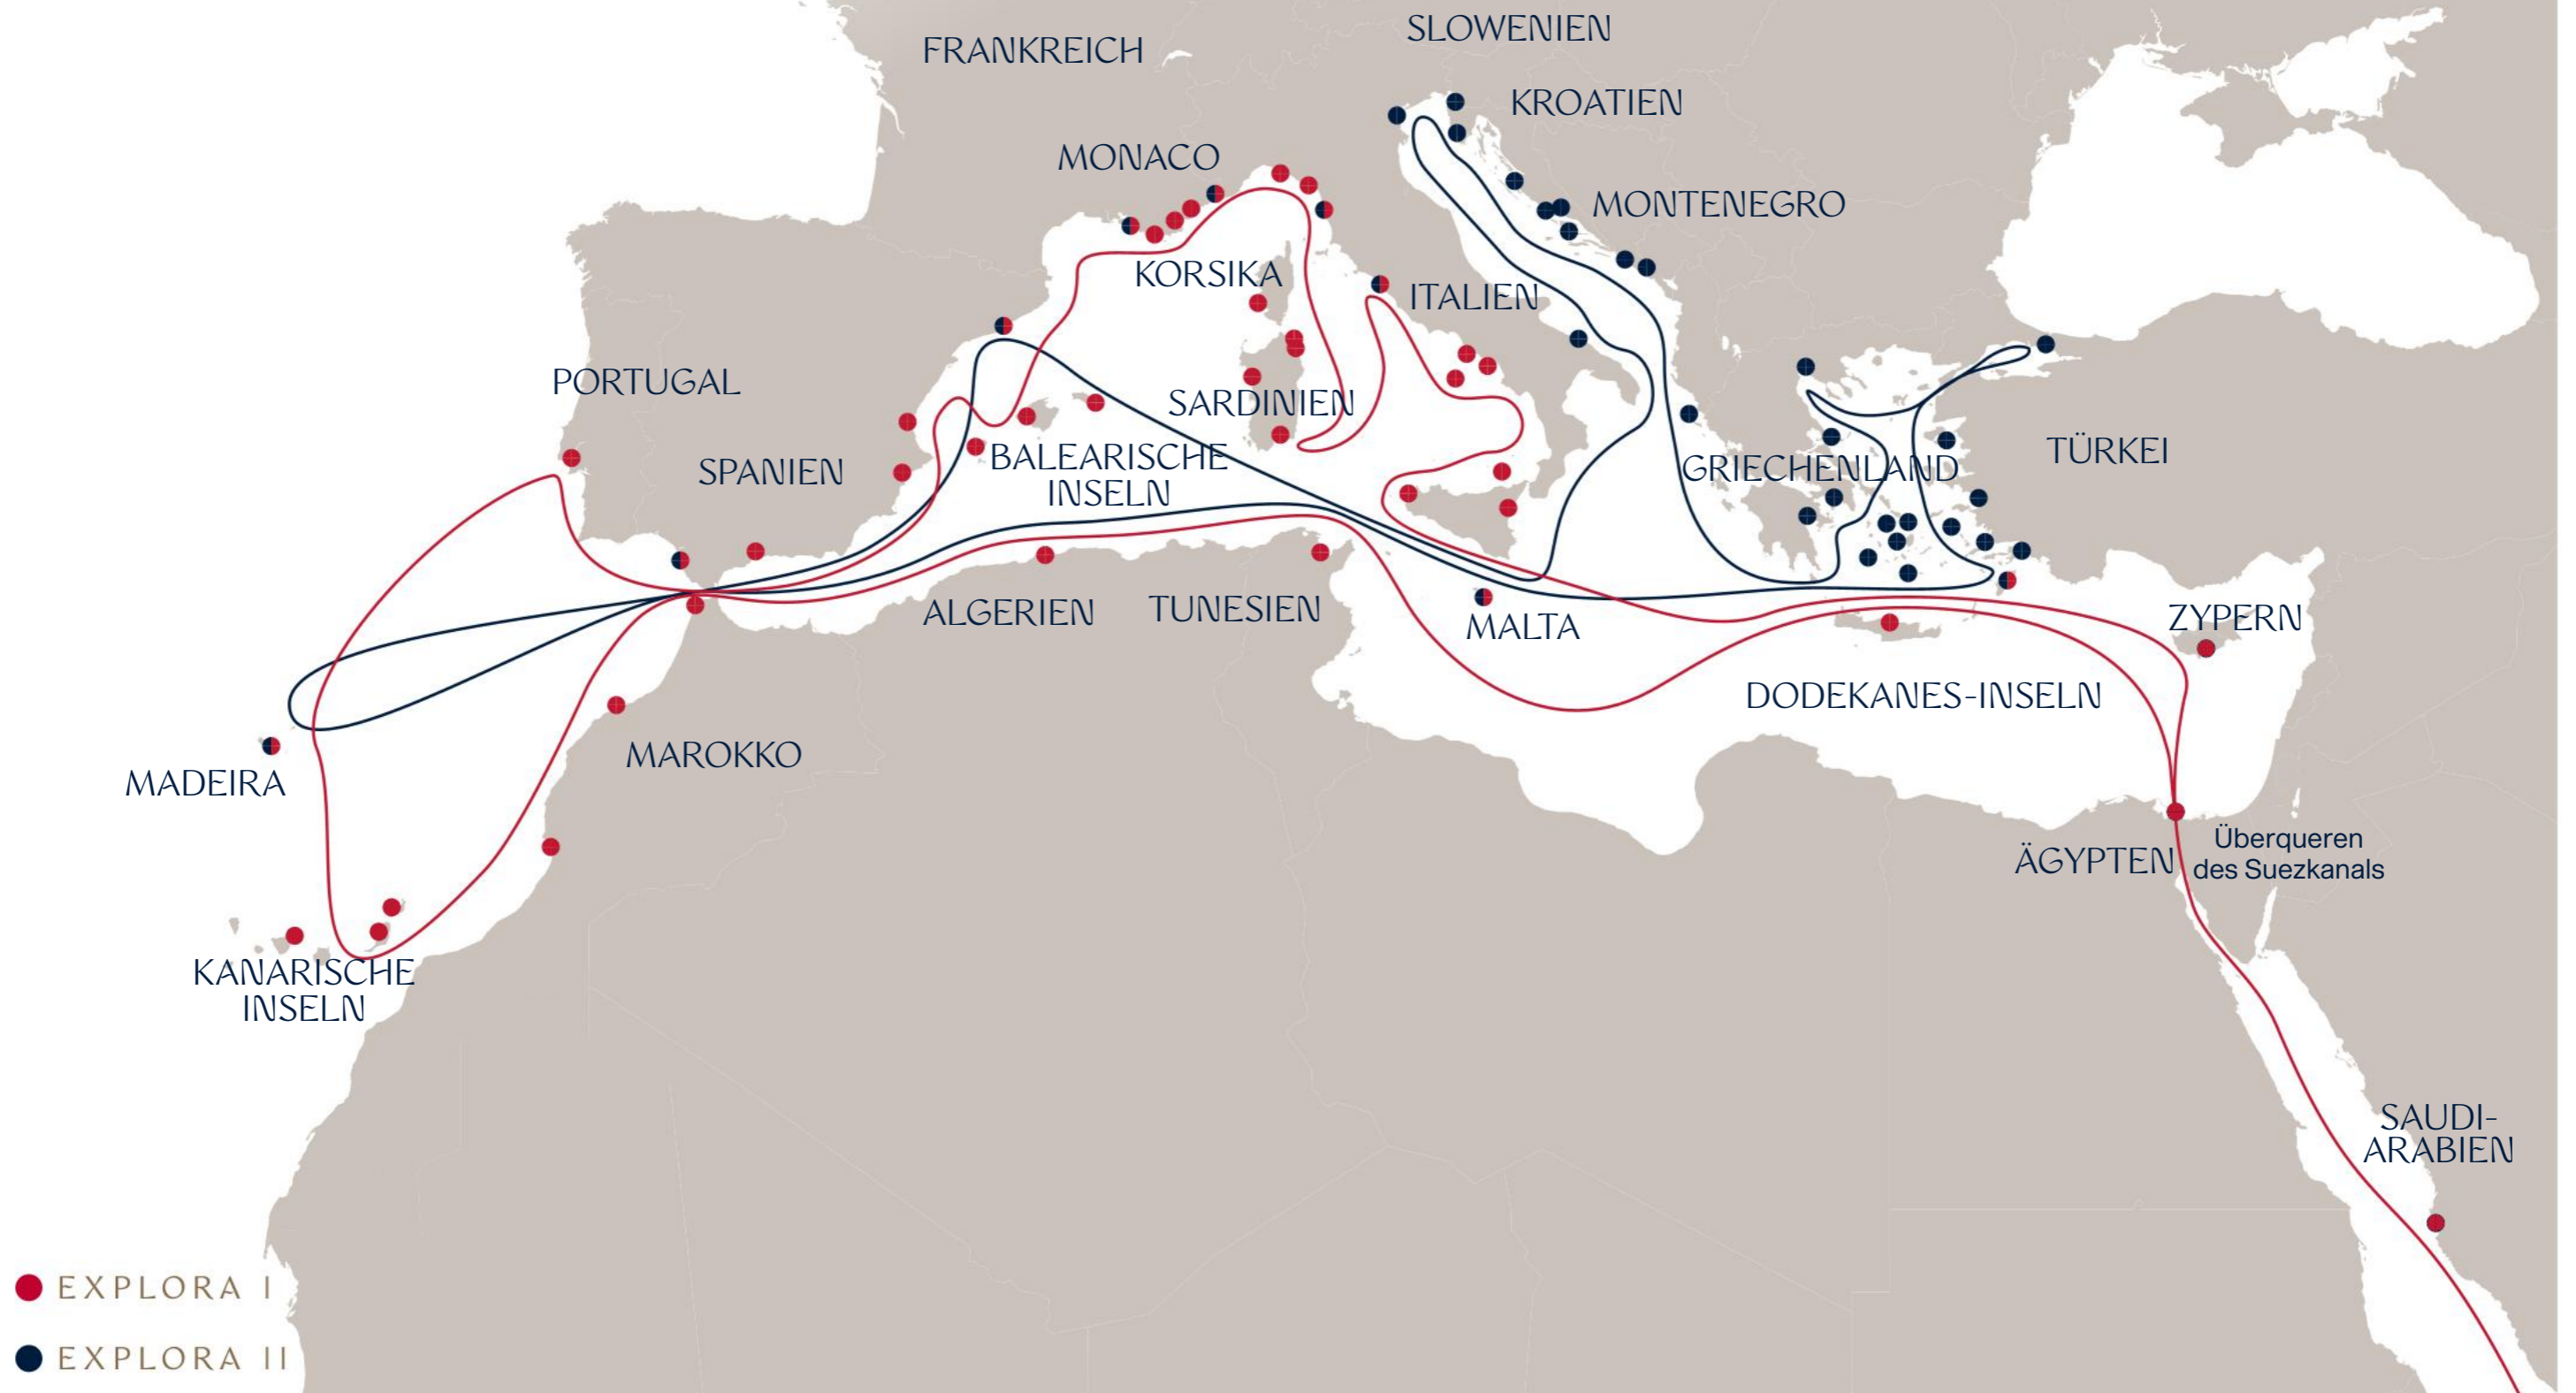 SLOWENIEN
FRANKREICH
KROATIEN
MONACO
MONTENEGRO
KORSIKA
ITALIEN
PORTUGAL
SARDINIEN
SPANIEN
BALEARISCHE
INSELN
GRIECHENLAND
TÜRKEI
ALGERIEN
TUNESIEN
MALTA
ZYPERN
DODEKANES-INSELN
MAROKKO
MADEIRA
ÄGYPTEN
Überqueren
des Suezkanals
KANARISCHE
INSELN
SAUDI-
ARABIEN
EXPLORA I
EXPLORA II